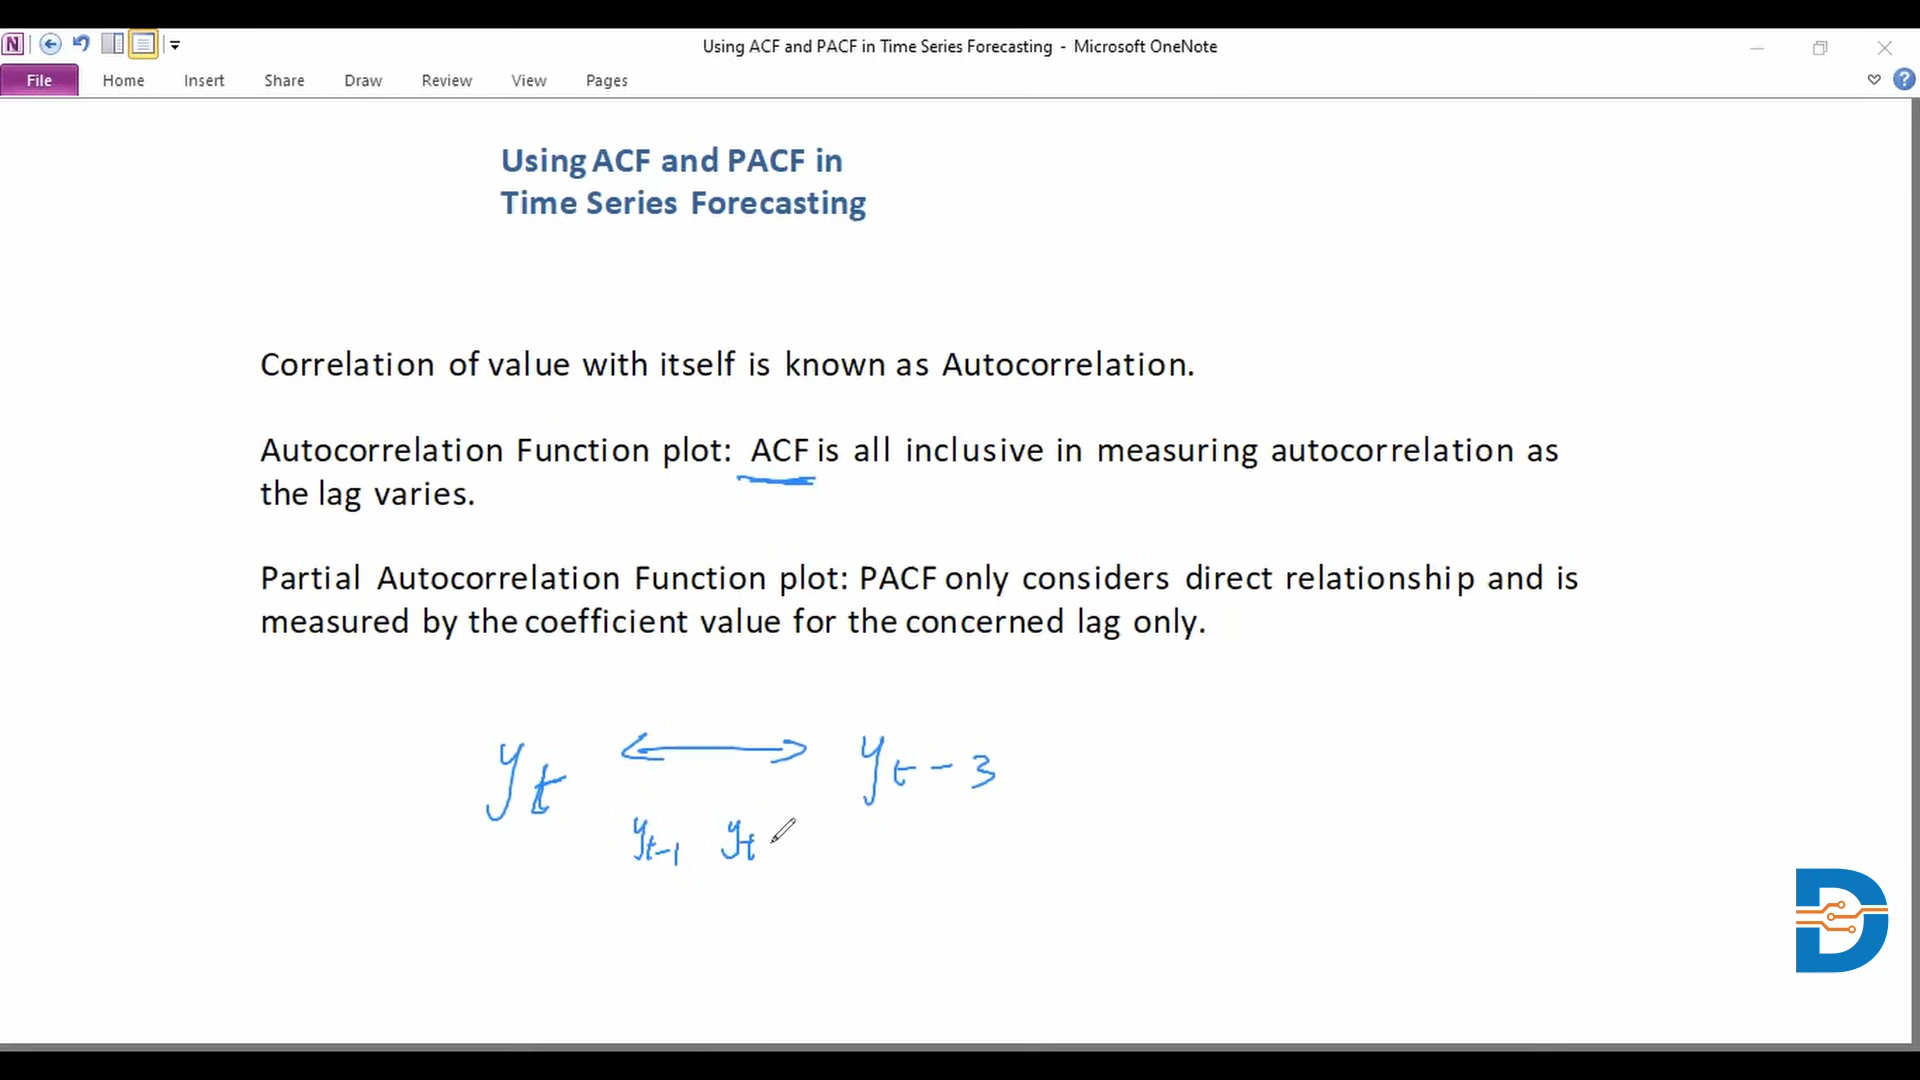 Using ACF and PACF in Time Series Forecasting - Microsoft OneNote
File Home Insert Share Draw Review View Pages
Using ACF and PACF in
Time Series Forecasting
Correlation of value with itself is known as Autocorrelation.
Autocorrelation Function plot: ACF is all inclusive in measuring autocorrelation as
the lag varies.
Partial Autocorrelation Function plot: PACF only considers direct relationship and is
measured by the coefficient value for the concerned lag only.
yt ⟷ yt-3
yt-1 yt